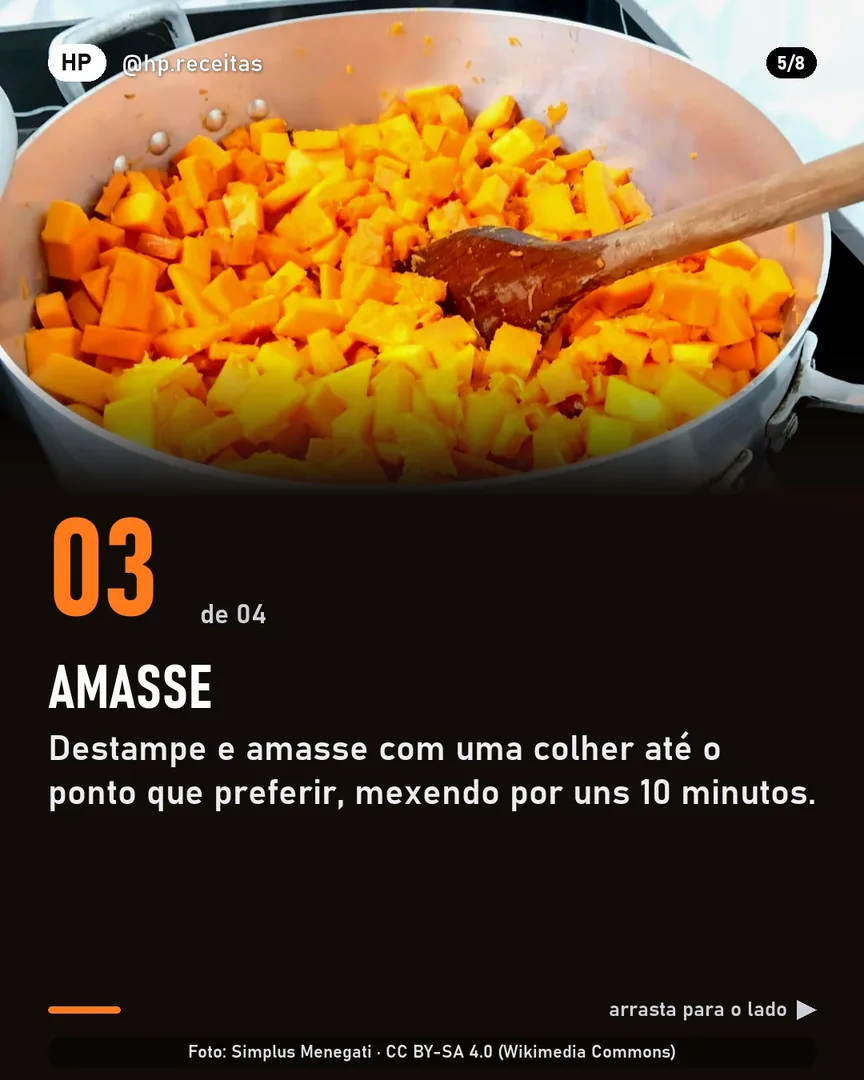 HP @hp.receitas
5/8
03
de 04
AMASSE
Destampe e amasse com uma colher até o
ponto que preferir, mexendo por uns 10 minutos.
arrasta para o lado ▶
Foto: Simplus Menegati · CC BY-SA 4.0 (Wikimedia Commons)